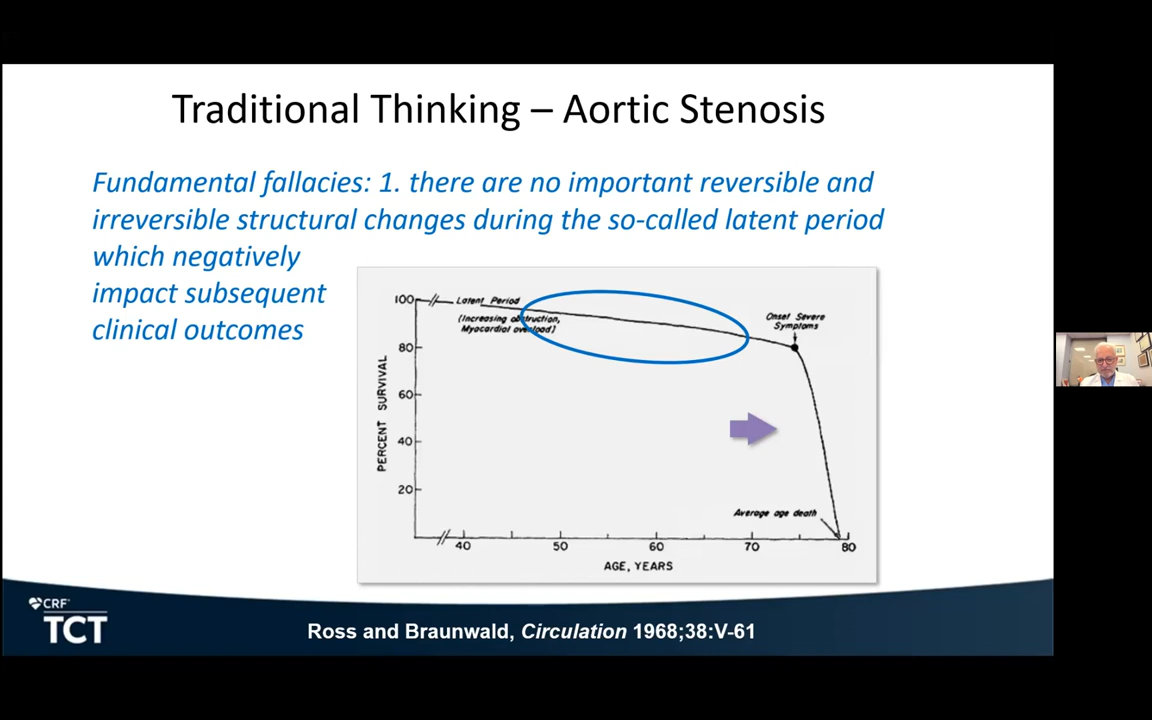 Traditional Thinking – Aortic Stenosis
Fundamental fallacies: 1. there are no important reversible and
irreversible structural changes during the so-called latent period
which negatively
impact subsequent
clinical outcomes
100
Latent Period
(Increasing obstruction,
Myocardial overload)
Onset Severe
Symptoms
80
60
40
20
PERCENT SURVIVAL
Average age death
40 50 60 70 80
AGE, YEARS
CRF
TCT
Ross and Braunwald, Circulation 1968;38:V-61